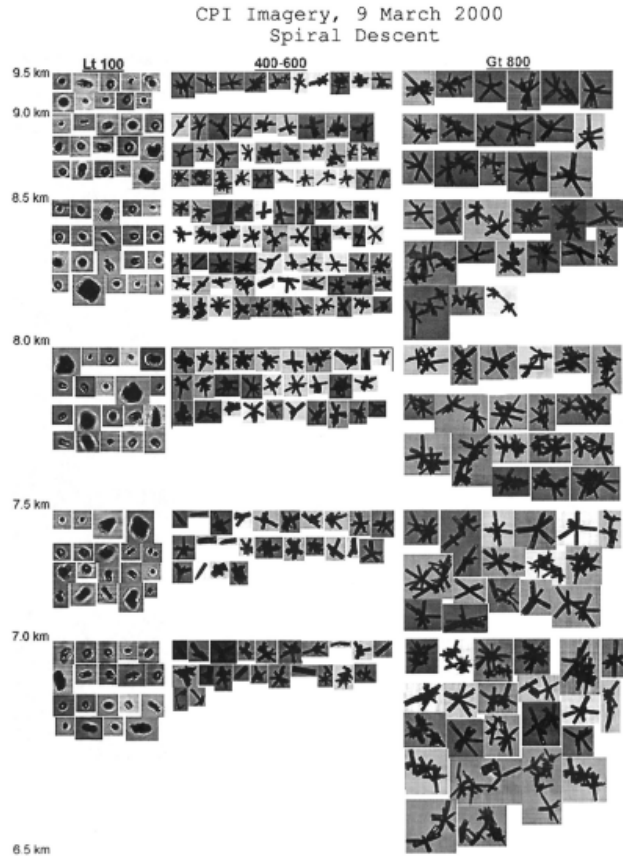 CPI Imagery, 9 March 2000
Spiral Descent
Lt 100 400-600 Gt 800
9.5 km
9.0 km
8.5 km
8.0 km
7.5 km
7.0 km
6.5 km